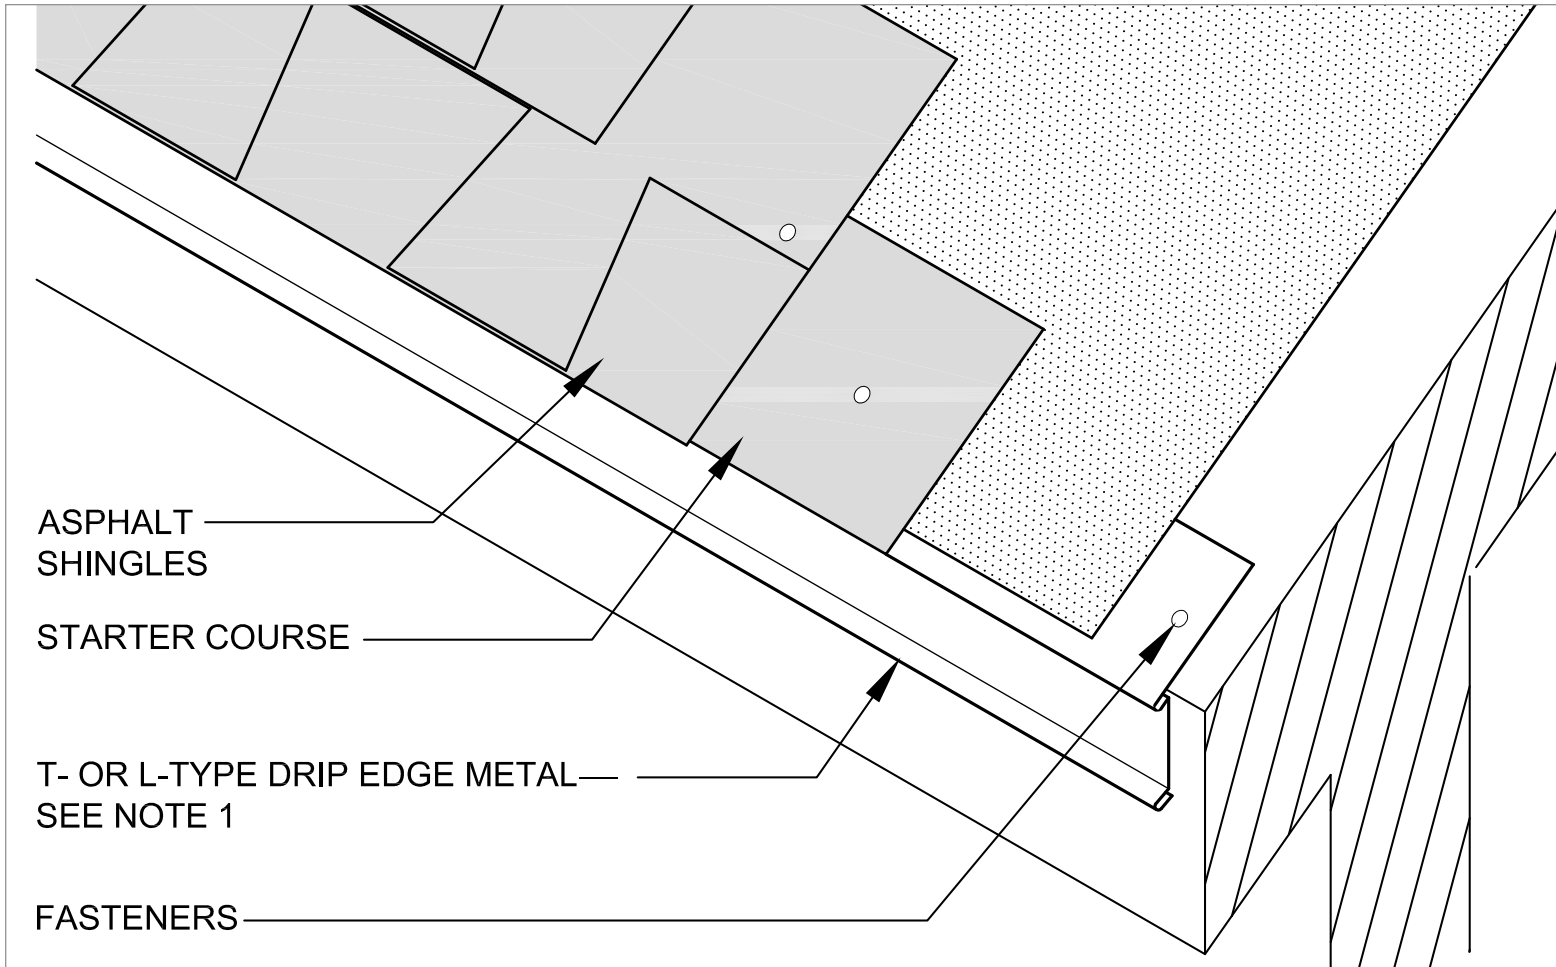 ASPHALT
SHINGLES
STARTER COURSE
T- OR L-TYPE DRIP EDGE METAL
SEE NOTE 1
FASTENERS